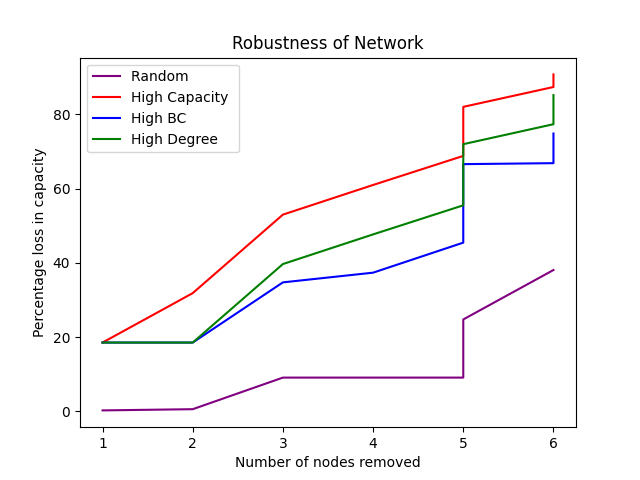 Robustness of Network
Random
High Capacity
High BC
High Degree
Percentage loss in capacity
80
60
40
20
0
1 2 3 4 5 6
Number of nodes removed